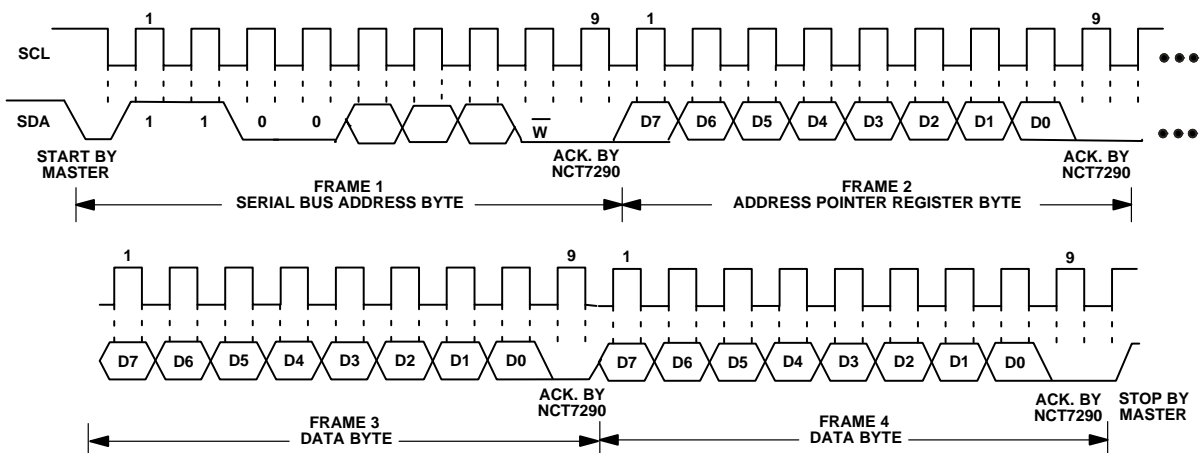 1 9 1 9
SCL
SDA 1 1 0 0 W D7 D6 D5 D4 D3 D2 D1 D0
START BY MASTER
ACK. BY NCT7290
ACK. BY NCT7290
FRAME 1
SERIAL BUS ADDRESS BYTE
FRAME 2
ADDRESS POINTER REGISTER BYTE
1 9 1 9
D7 D6 D5 D4 D3 D2 D1 D0 D7 D6 D5 D4 D3 D2 D1 D0
ACK. BY NCT7290
ACK. BY NCT7290
STOP BY MASTER
FRAME 3
DATA BYTE
FRAME 4
DATA BYTE